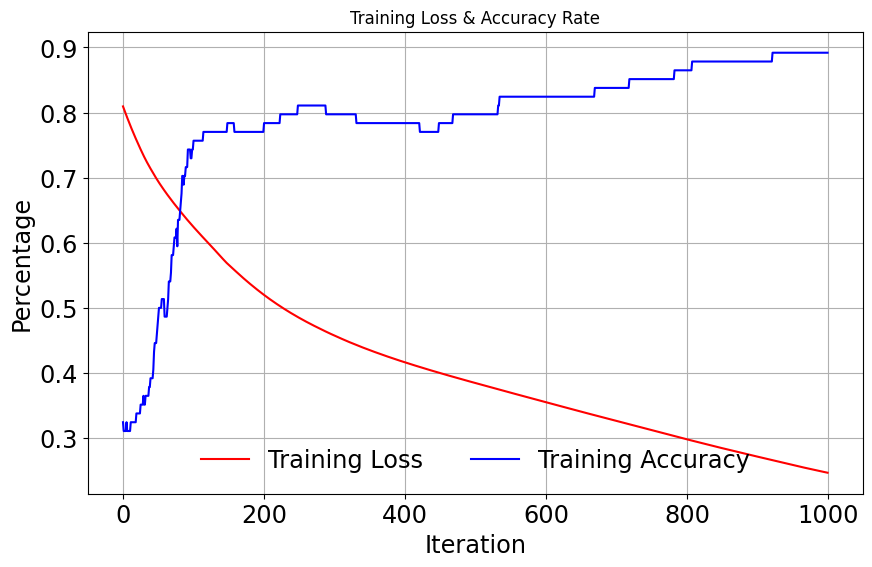 Training Loss & Accuracy Rate
0.9
0.8
0.7
0.6
0.5
0.4
0.3
Percentage
Training Loss
Training Accuracy
0 200 400 600 800 1000
Iteration